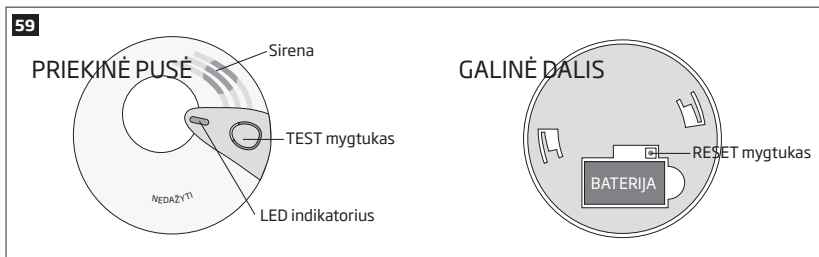 59
PRIEKINĖ PUSĖ
Sirena
TEST mygtukas
LED indikatorius
NEDAŽYTI
GALINĖ DALIS
RESET mygtukas
BATERIJA